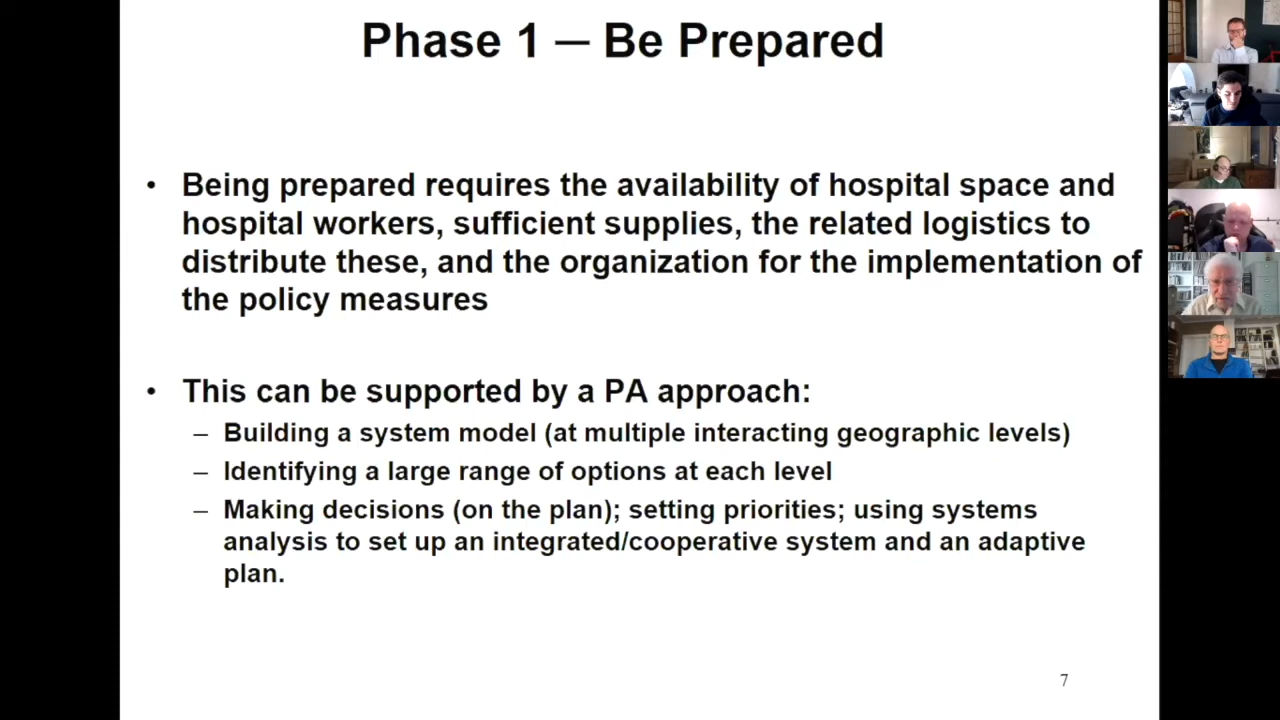 Phase 1 — Be Prepared
• Being prepared requires the availability of hospital space and
hospital workers, sufficient supplies, the related logistics to
distribute these, and the organization for the implementation of
the policy measures
• This can be supported by a PA approach:
– Building a system model (at multiple interacting geographic levels)
– Identifying a large range of options at each level
– Making decisions (on the plan); setting priorities; using systems
analysis to set up an integrated/cooperative system and an adaptive
plan.
7